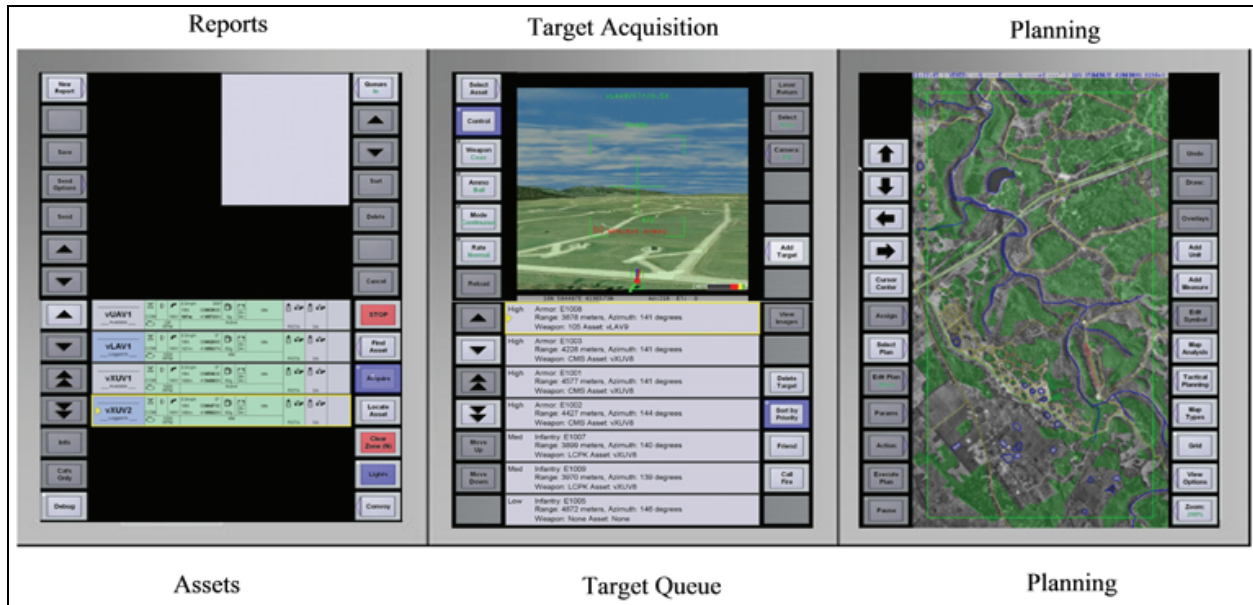 Reports
Target Acquisition
Planning
New
Report
Queues
In
Save
Send
Options
Sort
Send
Delete
Cancel
vUAV1
STOP
vLAV1
Find
Asset
vXUV1
Acquire
vXUV2
Locate
Asset
Info
Clear
Zone (N)
Cats
Only
Lights
Debug
Convoy
Select
Asset
Laser
Return
Control
Select
Weapon
Coax
Camera:
Ammo
Ball
Mode
Continuous
Rate
Normal
Add
Target
Reload
High Armor: E1008
Range: 3878 meters, Azimuth: 141 degrees
Weapon: 105 Asset: vLAV9
View
Images
High Armor: E1003
Range: 4228 meters, Azimuth: 141 degrees
Weapon: CMS Asset: vXUV8
High Armor: E1001
Range: 4577 meters, Azimuth: 141 degrees
Weapon: CMS Asset: vXUV8
Delete
Target
High Armor: E1002
Range: 4427 meters, Azimuth: 144 degrees
Weapon: CMS Asset: vXUV8
Sort by
Priority
Move
Up
Med Infantry: E1007
Range: 3899 meters, Azimuth: 140 degrees
Weapon: LCPK Asset: vXUV8
Friend
Move
Down
Med Infantry: E1009
Range: 3970 meters, Azimuth: 139 degrees
Weapon: LCPK Asset: vXUV8
Call
Fire
Low Infantry: E1005
Range: 4872 meters, Azimuth: 146 degrees
Weapon: None Asset: None
Undo
Draw:
Overlays
Add
Unit
Cursor
Center
Add
Measure
Assign
Edit
Symbol
Select
Plan
Map
Analysis
Edit Plan
Tactical
Planning
Params
Map
Types
Action
Grid
Execute
Plan
View
Options
Pause
Zoom:
200%
Assets
Target Queue
Planning